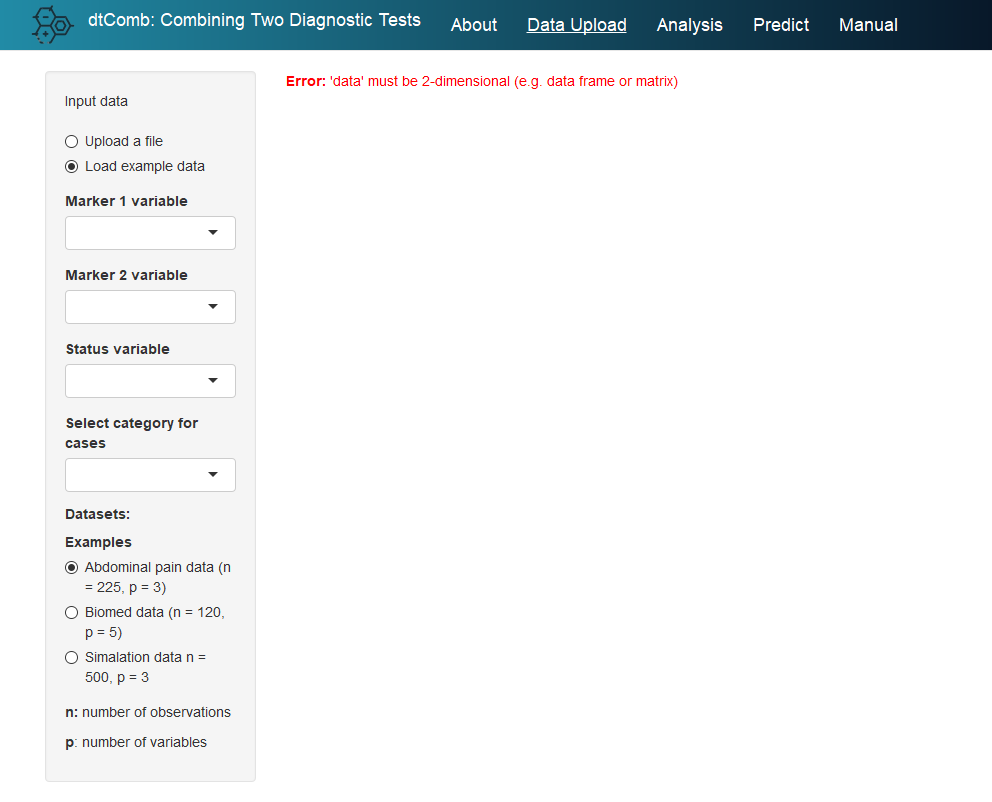 dtComb: Combining Two Diagnostic Tests
About
Data Upload
Analysis
Predict
Manual
Input data
Upload a file
Load example data
Marker 1 variable
Marker 2 variable
Status variable
Select category for
cases
Datasets:
Examples
Abdominal pain data (n
= 225, p = 3)
Biomed data (n = 120,
p = 5)
Simalation data n =
500, p = 3
n: number of observations
p: number of variables
Error: 'data' must be 2-dimensional (e.g. data frame or matrix)